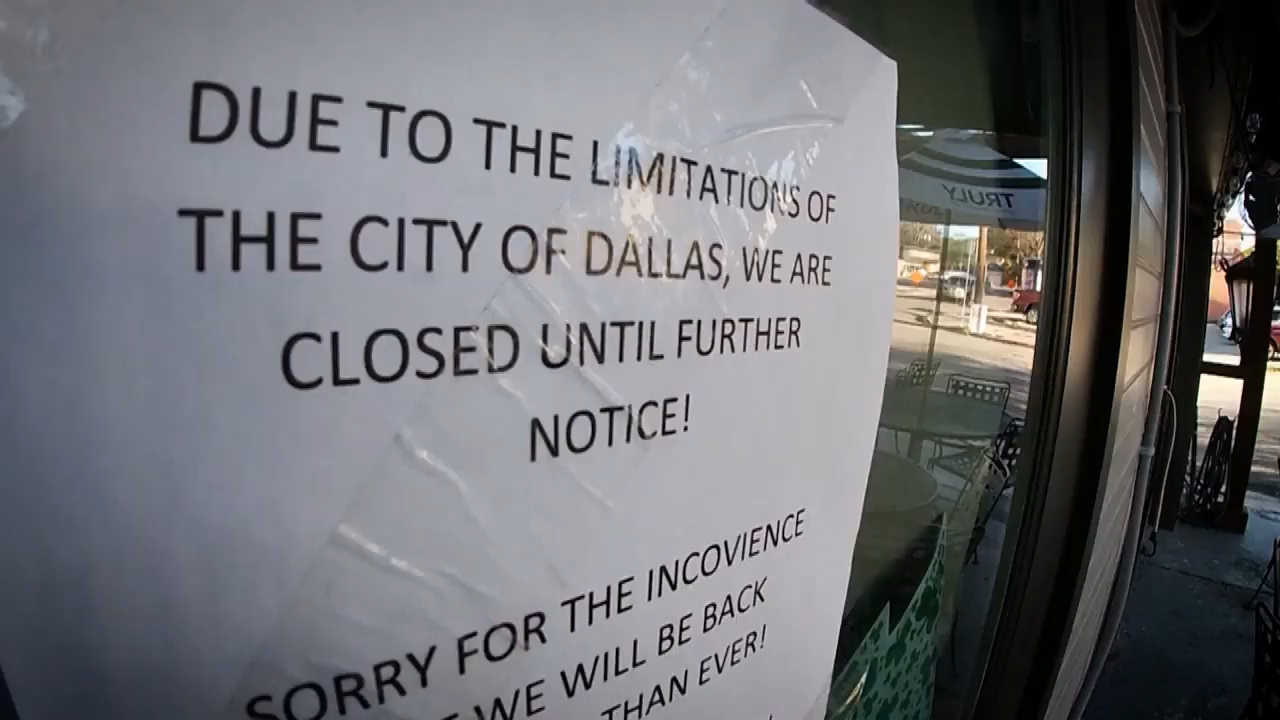 DUE TO THE LIMITATIONS OF
THE CITY OF DALLAS, WE ARE
CLOSED UNTIL FURTHER
NOTICE!
SORRY FOR THE INCOVIENCE
WE WILL BE BACK
THAN EVER!
TRULY